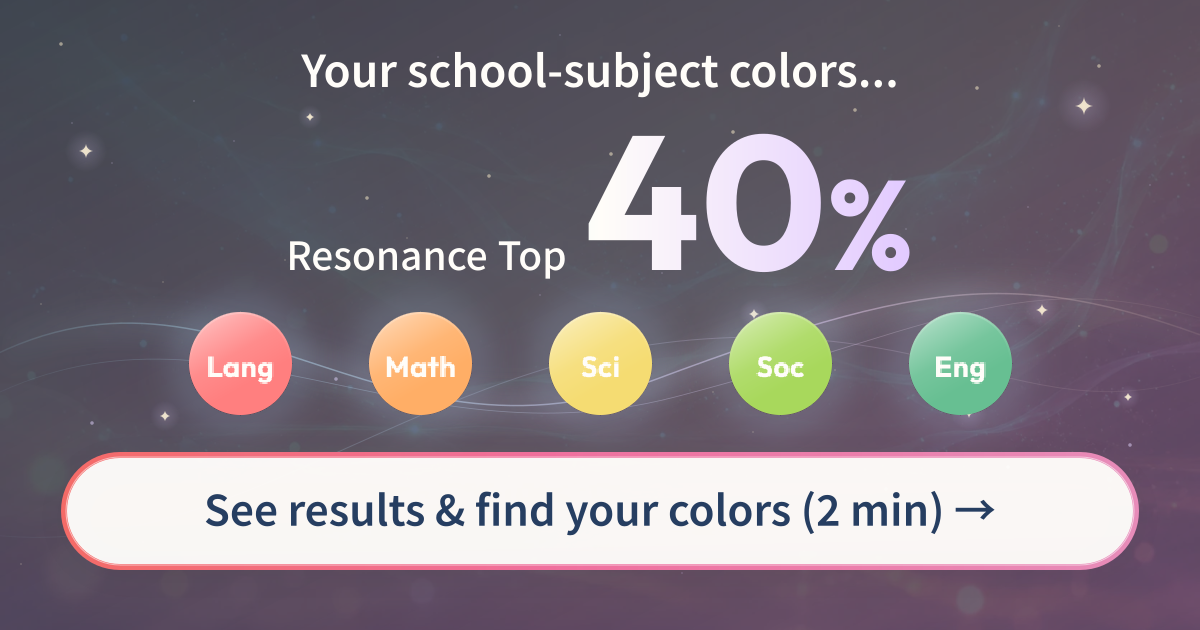 Your school-subject colors...
Resonance Top 40%
Lang Math Sci Soc Eng
See results & find your colors (2 min) →